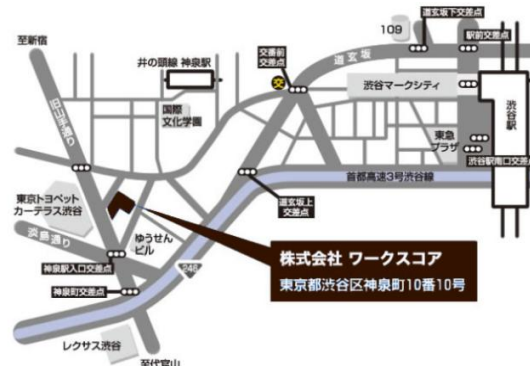 至新宿
井の頭線 神泉駅
交番前
交差点
道玄坂
109
道玄坂下交差点
駅前交差点
旧山手通り
国際
文化学園
交
渋谷マークシティ
渋谷駅
東急
プラザ
渋谷駅南口交差点
首都高速3号渋谷線
東京トヨペット
カーテラス渋谷
道玄坂上
交差点
淡島通り
ゆうせん
ビル
神泉駅入口交差点
246
神泉町交差点
株式会社 ワークスコア
東京都渋谷区神泉町10番10号
レクサス渋谷
至代官山